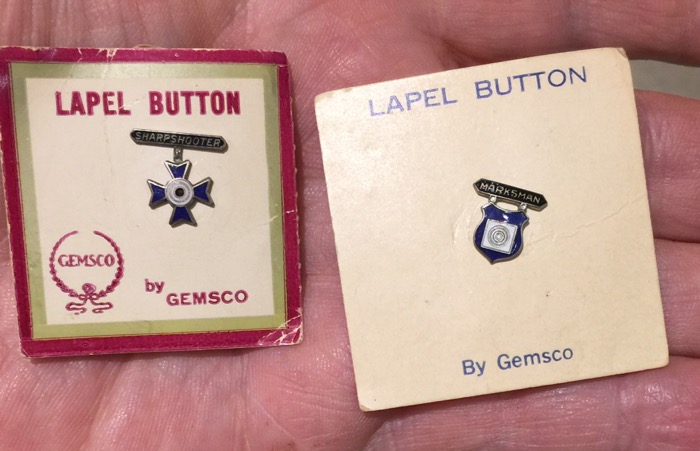 LAPEL BUTTON
SHARPSHOOTER
GEMSCO
by GEMSCO
LAPEL BUTTON
MARKSMAN
By Gemsco